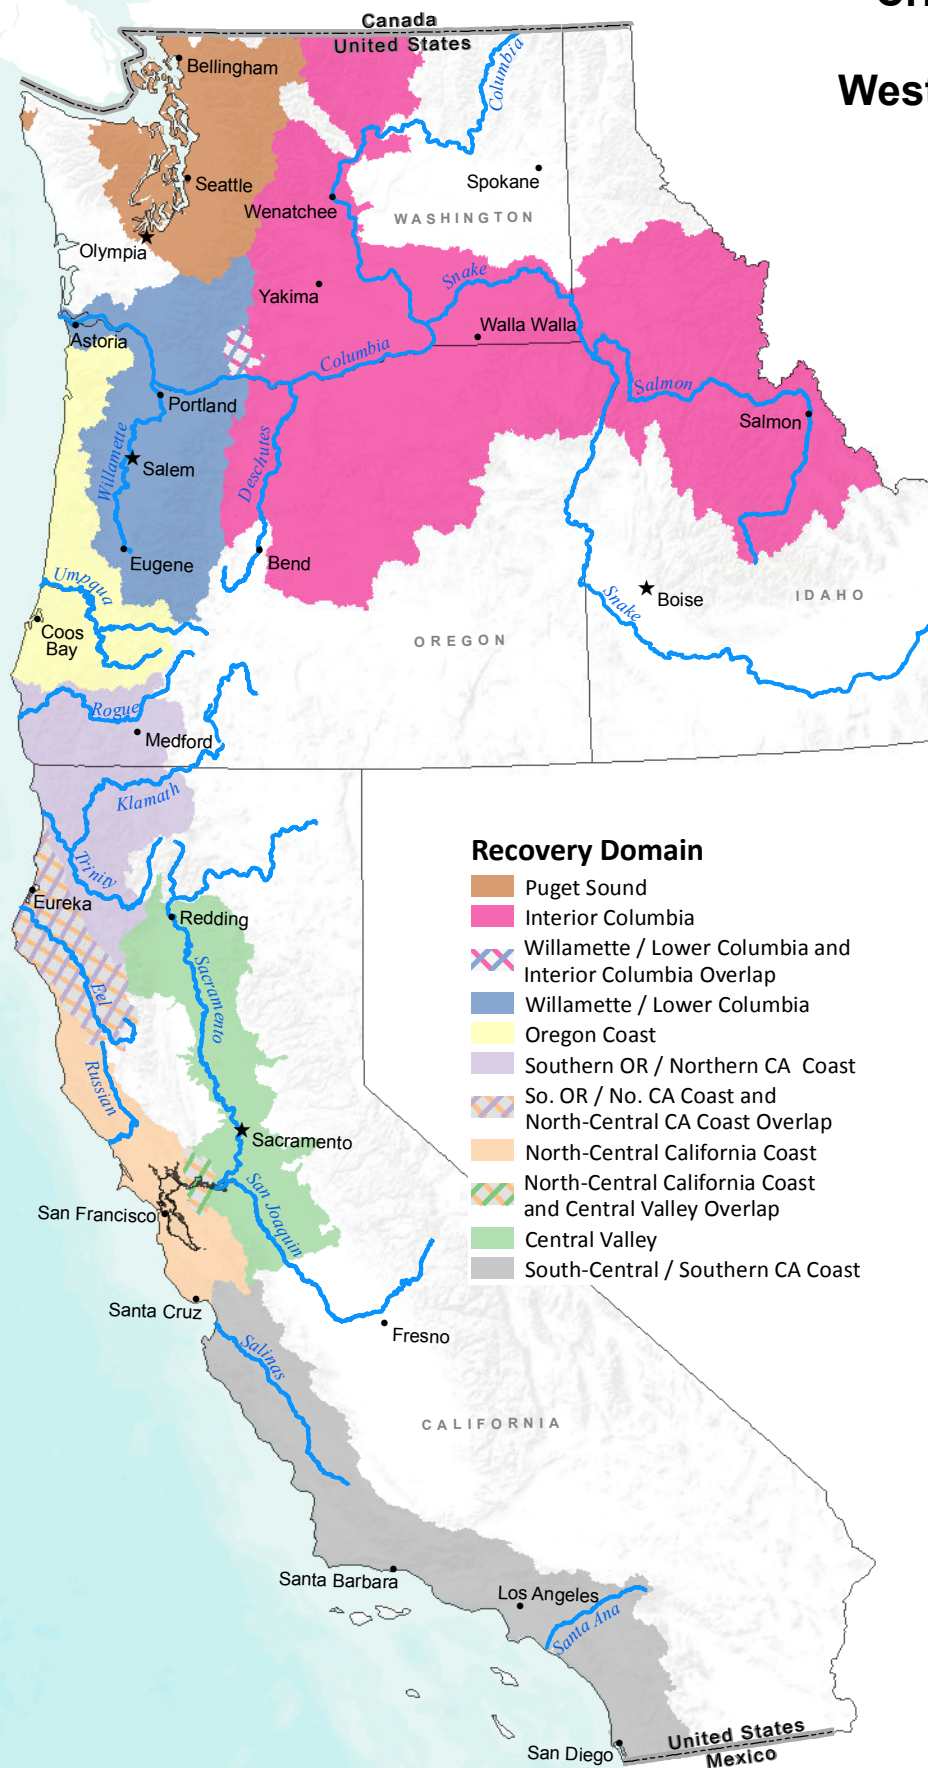 West
Canada
United States
Bellingham
Columbia
Seattle
Spokane
Wenatchee
WASHINGTON
Olympia
Snake
Yakima
Walla Walla
Astoria
Columbia
Portland
Salmon
Salmon
Willamette
Salem
Deschutes
Eugene
Bend
Umpqua
Boise
IDAHO
Snake
Coos
Bay
OREGON
Rogue
Medford
Klamath
Trinity
Eureka
Redding
Sacramento
Eel
Russian
Sacramento
San Joaquin
San Francisco
Santa Cruz
Fresno
Salinas
CALIFORNIA
Santa Barbara
Los Angeles
Santa Ana
San Diego
United States
Mexico
Recovery Domain
Puget Sound
Interior Columbia
Willamette / Lower Columbia and
Interior Columbia Overlap
Willamette / Lower Columbia
Oregon Coast
Southern OR / Northern CA Coast
So. OR / No. CA Coast and
North-Central CA Coast Overlap
North-Central California Coast
North-Central California Coast
and Central Valley Overlap
Central Valley
South-Central / Southern CA Coast